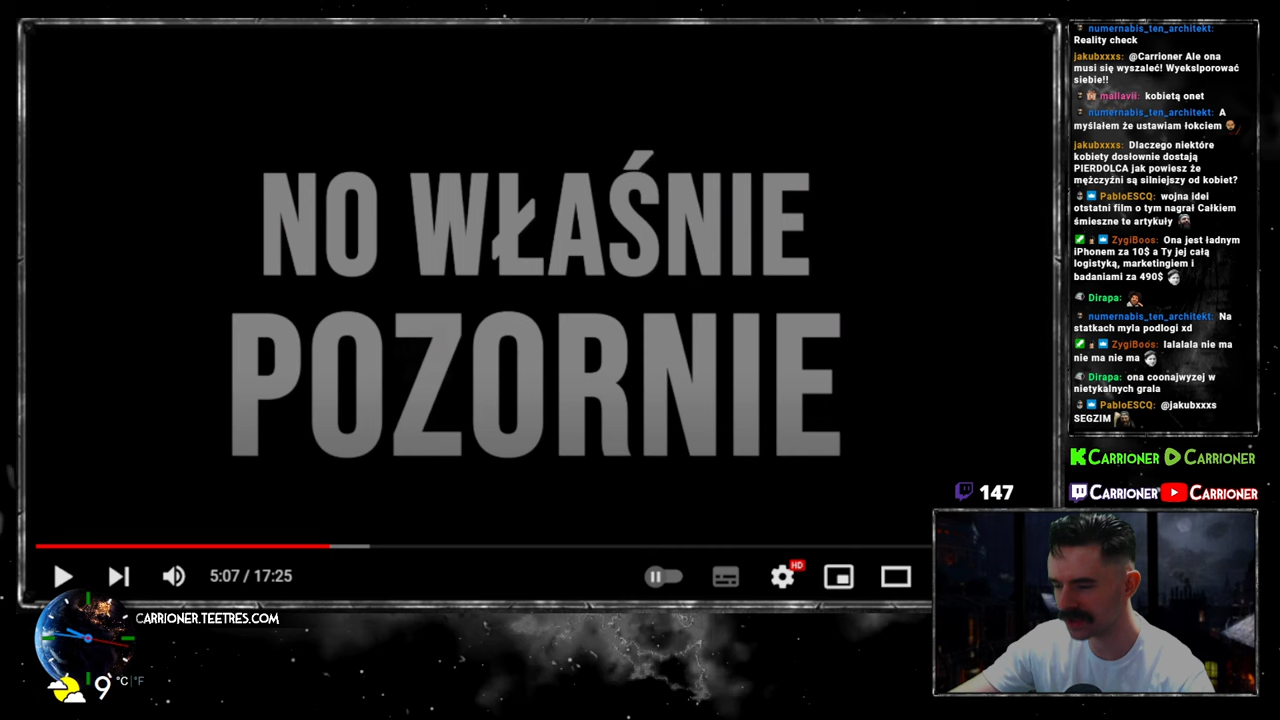 NO WŁAŚNIE
POZORNIE
147
5:07 / 17:25
HD
CARRIONER.TEETRES.COM
9 °C | °F
numernabis_ten_architekt:
Reality check
jakubxxxs: @Carrioner Ale ona
musi się wyszaleć! Wyekslporować
siebie!!
mallavii: kobietą onet
numernabis_ten_architekt: A
myślałem że ustawiam łokciem
jakubxxxs: Dlaczego niektóre
kobiety dosłownie dostają
PIERDOLCA jak powiesz że
mężczyźni są silniejszy od kobiet?
PabloESCQ: wojna idei
otstatni film o tym nagrał Całkiem
śmieszne te artykuły
ZygiBoos: Ona jest ładnym
iPhonem za 10$ a Ty jej całą
logistyką, marketingiem i
badaniami za 490$
Dirapa:
numernabis_ten_architekt: Na
statkach myla podlogi xd
ZygiBoos: lalalala nie ma
nie ma nie ma
Dirapa: ona coonajwyzej w
nietykalnych grala
PabloESCQ: @jakubxxxs
SEGZIM
K CARRIONER CARRIONER
CARRIONER CARRIONER